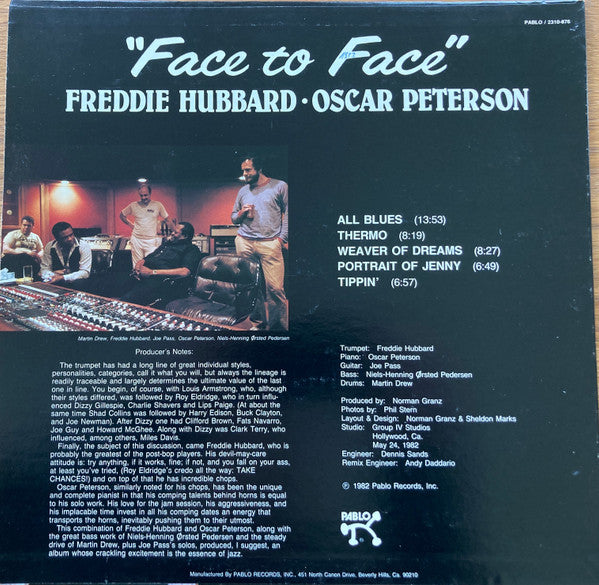 PABLO / 2310-876
"Face to Face"
FREDDIE HUBBARD · OSCAR PETERSON
ALL BLUES (13:53)
THERMO (8:19)
WEAVER OF DREAMS (8:27)
PORTRAIT OF JENNY (6:49)
TIPPIN' (6:57)
Martin Drew, Freddie Hubbard, Joe Pass, Oscar Peterson, Niels-Henning Ørsted Pedersen
Producer's Notes:
The trumpet has had a long line of great individual styles,
personalities, categories, call it what you will, but always the lineage is
readily traceable and largely determines the ultimate value of the last
one in line. You begin, of course, with Louis Armstrong, who, although
their styles differed, was followed by Roy Eldridge, who in turn influ-
enced Dizzy Gillespie, Charlie Shavers and Lips Paige. (At about the
same time Shad Collins was followed by Harry Edison, Buck Clayton,
and Joe Newman). After Dizzy one had Clifford Brown, Fats Navarro,
Joe Guy and Howard McGhee. Along with Dizzy was Clark Terry, who
influenced, among others, Miles Davis.
Finally, the subject of this discussion, came Freddie Hubbard, who is
probably the greatest of the post-bop players. His devil-may-care
attitude is: try anything, if it works, fine; if not, and you fall on your ass,
at least you've tried, (Roy Eldridge's credo all the way: TAKE
CHANCES!) and on top of that he has incredible chops.
Oscar Peterson, similarly noted for his chops, has been the unique
and complete pianist in that his comping talents behind horns is equal
to his solo work. His love for the jam session, his aggressiveness, and
his implacable time invest in all his comping dates an energy that
transports the horns, inevitably pushing them to their utmost.
This combination of Freddie Hubbard and Oscar Peterson, along with
the great bass work of Niels-Henning Ørsted Pedersen and the steady
drive of Martin Drew, plus Joe Pass's solos, produced, I suggest, an
album whose crackling excitement is the essence of jazz.
Trumpet: Freddie Hubbard
Piano: Oscar Peterson
Guitar: Joe Pass
Bass: Niels-Henning Ørsted Pedersen
Drums: Martin Drew
Produced by: Norman Granz
Photos by: Phil Stern
Layout & Design: Norman Granz & Sheldon Marks
Studio: Group IV Studios
Hollywood, Ca.
May 24, 1982
Engineer: Dennis Sands
Remix Engineer: Andy Daddario
℗ 1982 Pablo Records, Inc.
PABLO
Manufactured By PABLO RECORDS, INC., 451 North Canon Drive, Beverly Hills, Ca. 90210